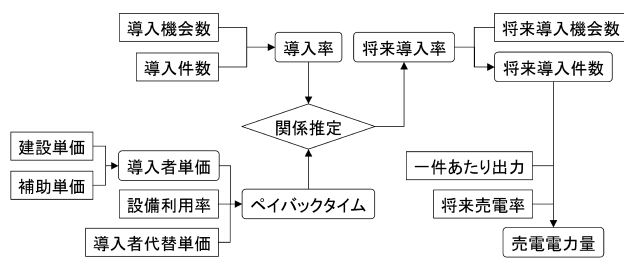 導入機会数
導入件数
導入率
将来導入率
将来導入機会数
将来導入件数
関係推定
建設単価
補助単価
導入者単価
設備利用率
導入者代替単価
ペイバックタイム
一件あたり出力
将来売電率
売電電力量